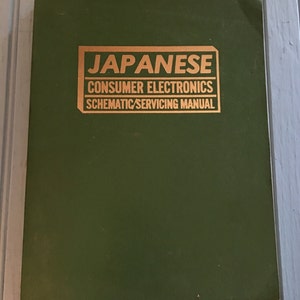 JAPANESE
CONSUMER ELECTRONICS
SCHEMATIC/SERVICING MANUAL